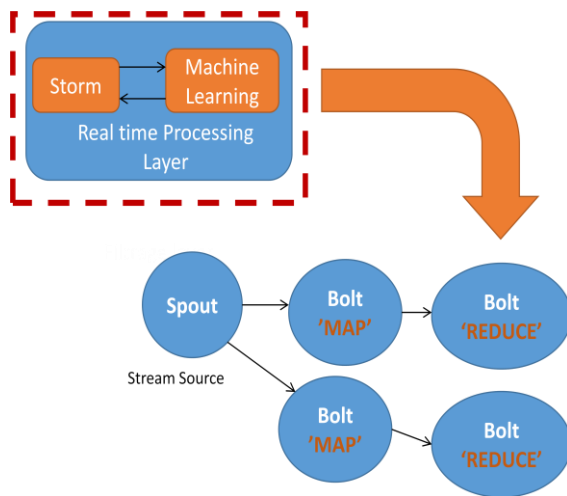 Storm
Machine
Learning
Real time Processing
Layer
Spout
Bolt
'MAP'
Bolt
'REDUCE'
Stream Source
Bolt
'MAP'
Bolt
'REDUCE'